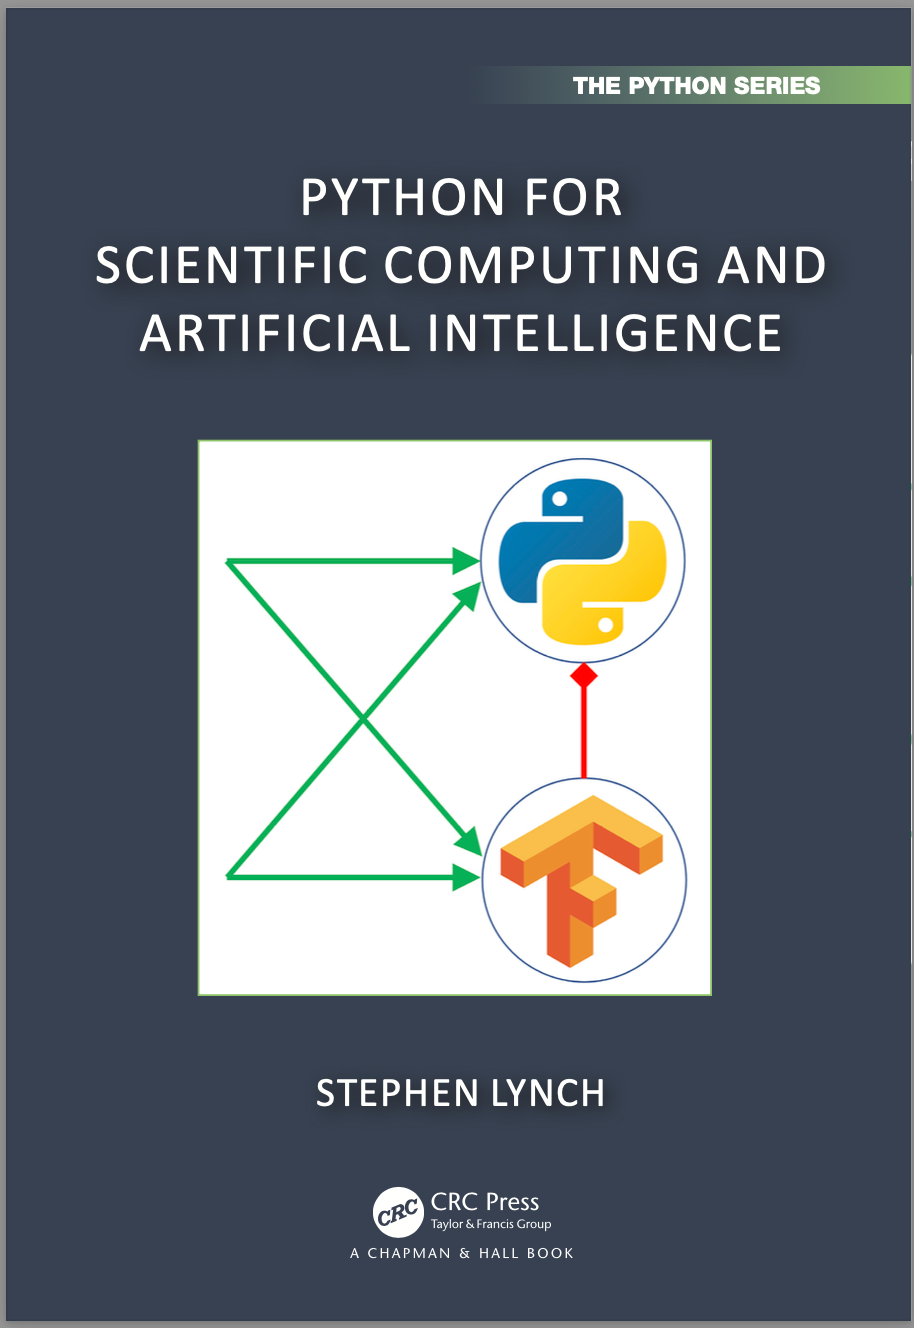 THE PYTHON SERIES
PYTHON FOR
SCIENTIFIC COMPUTING AND
ARTIFICIAL INTELLIGENCE
STEPHEN LYNCH
CRC
CRC Press
Taylor & Francis Group
A CHAPMAN & HALL BOOK